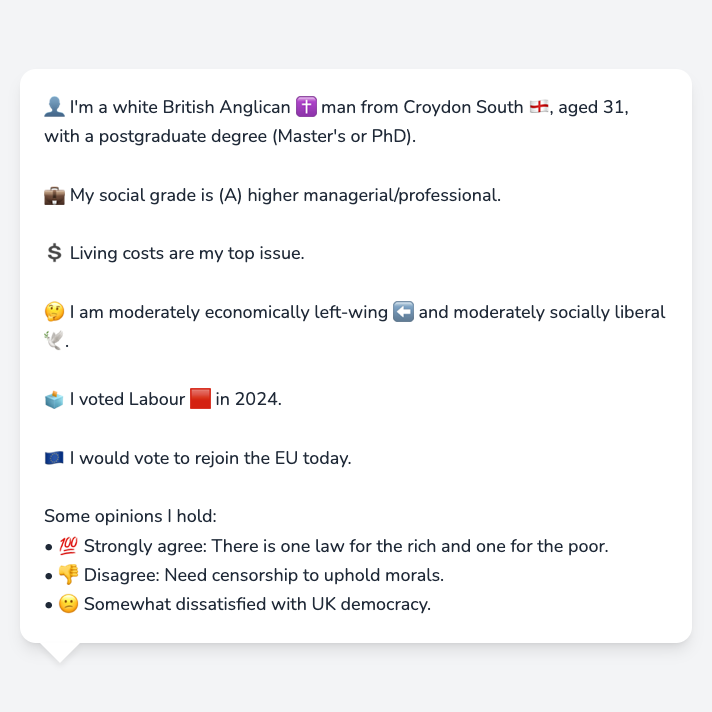 👤 I'm a white British Anglican ✝️ man from Croydon South 🏴󠁧󠁢󠁥󠁮󠁧󠁿, aged 31,
with a postgraduate degree (Master's or PhD).
💼 My social grade is (A) higher managerial/professional.
💲 Living costs are my top issue.
🤔 I am moderately economically left-wing ⬅️ and moderately socially liberal
🕊️.
🗳️ I voted Labour 🟥 in 2024.
🇪🇺 I would vote to rejoin the EU today.
Some opinions I hold:
• 💯 Strongly agree: There is one law for the rich and one for the poor.
• 👎 Disagree: Need censorship to uphold morals.
• 😕 Somewhat dissatisfied with UK democracy.